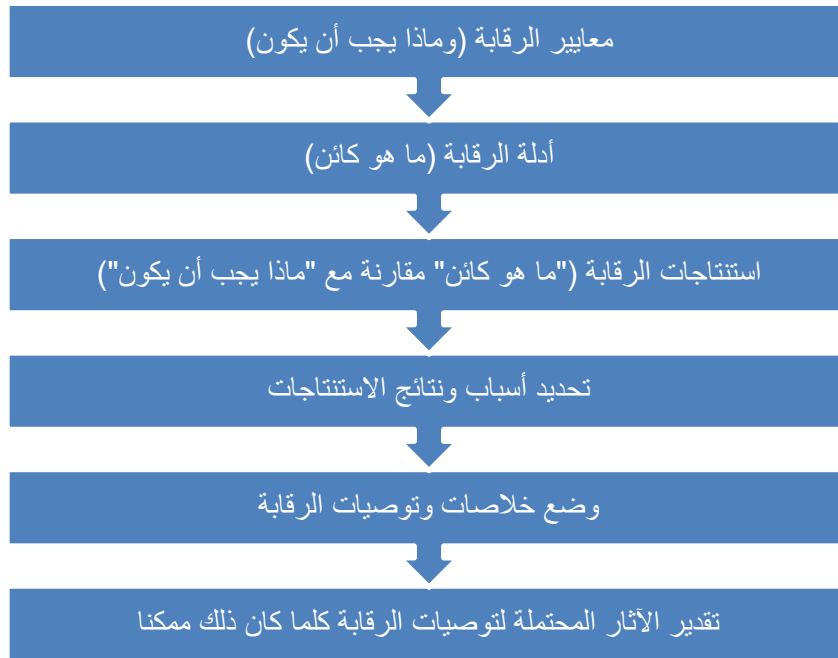 معايير الرقابة (وماذا يجب أن يكون)
أدلة الرقابة (ما هو كائن)
استنتاجات الرقابة ("ما هو كائن" مقارنة مع "ماذا يجب أن يكون")
تحديد أسباب ونتائج الاستنتاجات
وضع خلاصات وتوصيات الرقابة
تقدير الآثار المحتملة لتوصيات الرقابة كلما كان ذلك ممكنا